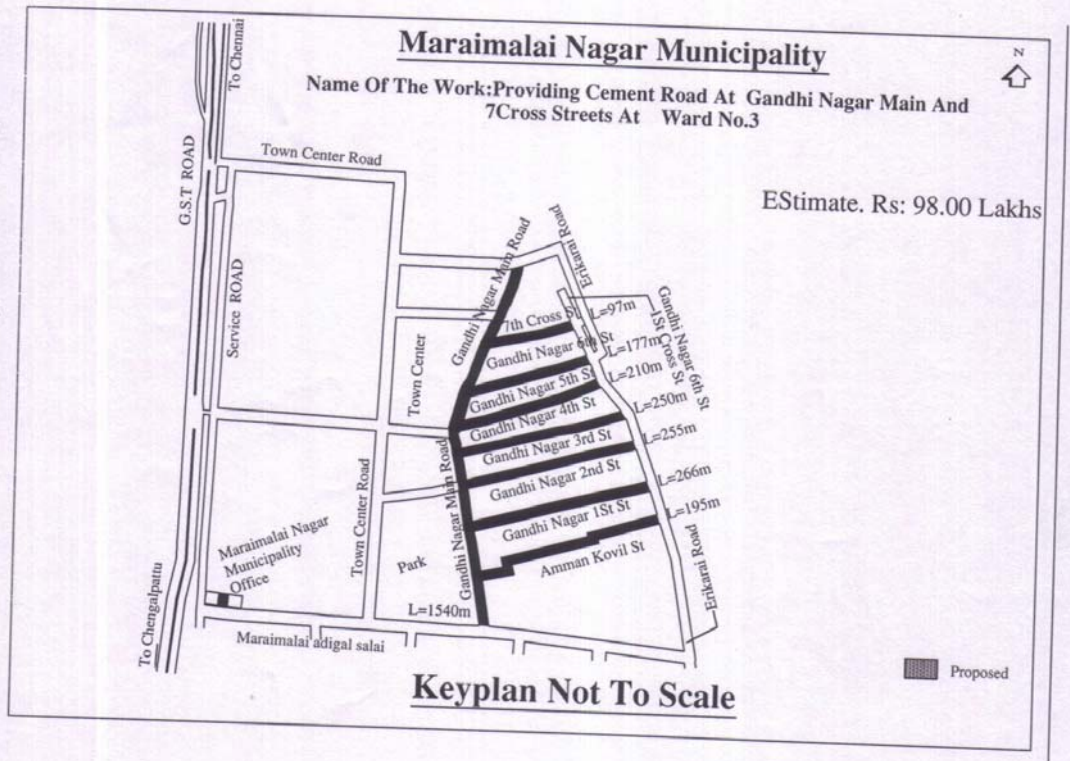 Maraimalai Nagar Municipality
Name Of The Work:Providing Cement Road At Gandhi Nagar Main And
7Cross Streets At Ward No.3
EStimate. Rs: 98.00 Lakhs
N
To Chennai
G.S.T ROAD
Service ROAD
Town Center Road
Gandhi Nagar Main Road
Erikarai Road
7th Cross St
L=97m
Gandhi Nagar 6th St
1St Cross St
Gandhi Nagar 6th St
L=177m
Town Center
Gandhi Nagar 5th St
L=210m
Gandhi Nagar 4th St
L=250m
Gandhi Nagar 3rd St
L=255m
Gandhi Nagar 2nd St
L=266m
Gandhi Nagar 1St St
L=195m
Amman Kovil St
Gandhi Nagar Main Road
Town Center Road
Park
Erikarai Road
Maraimalai Nagar
Municipality
Office
L=1540m
To Chengalpattu
Maraimalai adigal salai
Proposed
Keyplan Not To Scale